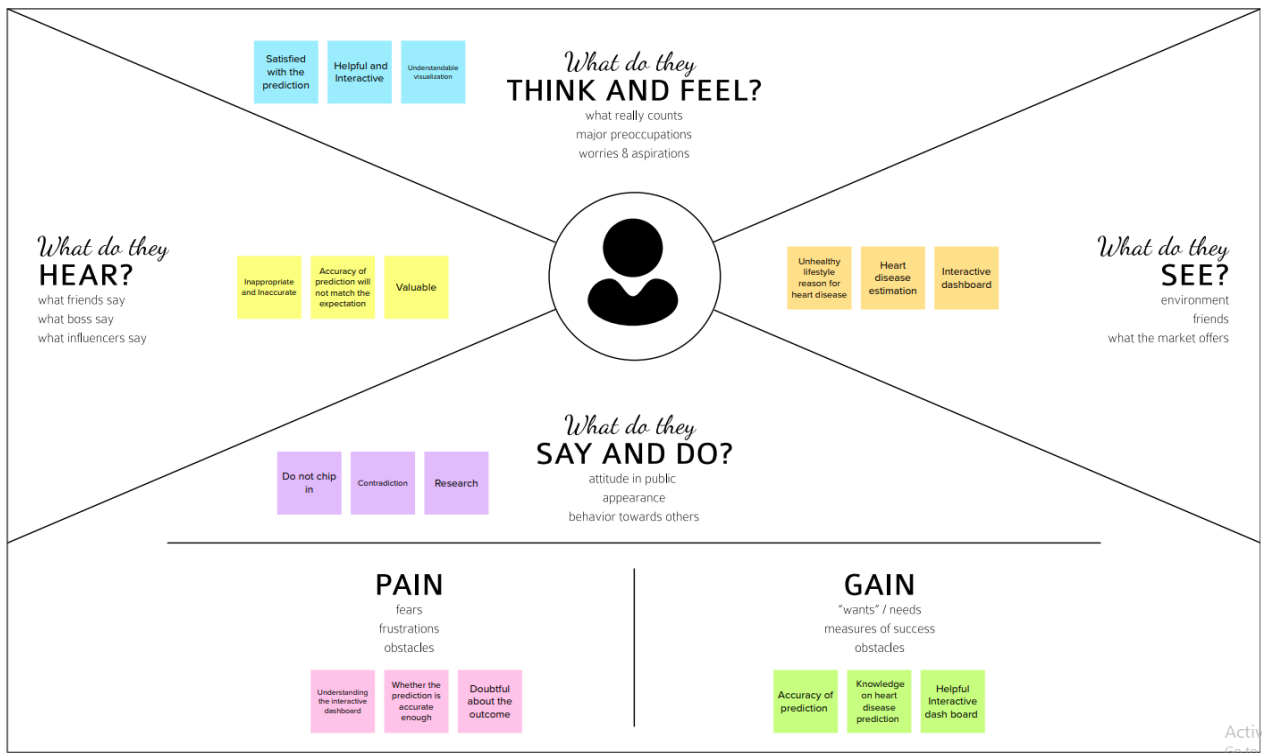 Satisfied
with the
prediction
Helpful and
Interactive
Understandable
visualization
What do they
THINK AND FEEL?
what really counts
major preoccupations
worries & aspirations
What do they
HEAR?
what friends say
what boss say
what influencers say
Inappropriate
and Inaccurate
Accuracy of
prediction will
not match the
expectation
Valuable
Unhealthy
lifestyle
reason for
heart disease
Heart
disease
estimation
Interactive
dashboard
What do they
SEE?
environment
friends
what the market offers
What do they
SAY AND DO?
attitude in public
appearance
behavior towards others
Do not chip
in
Contradiction
Research
PAIN
fears
frustrations
obstacles
Understanding
the interactive
dashboard
Whether the
prediction is
accurate
enough
Doubtful
about the
outcome
GAIN
"wants" / needs
measures of success
obstacles
Accuracy of
prediction
Knowledge
on heart
disease
prediction
Helpful
Interactive
dash board
Activ